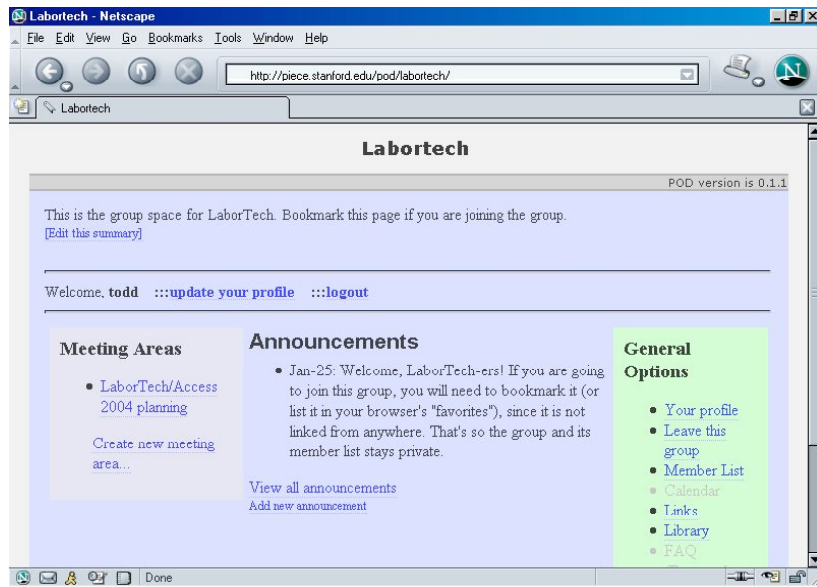 Labortech - Netscape
File Edit View Go Bookmarks Tools Window Help
http://piece.stanford.edu/pod/labortech/
Labortech
Labortech
POD version is 0.1.1
This is the group space for LaborTech. Bookmark this page if you are joining the group.
[Edit this summary]
Welcome, todd :::update your profile :::logout
Meeting Areas
LaborTech/Access
2004 planning
Create new meeting
area...
Announcements
Jan-25: Welcome, LaborTech-ers! If you are going
to join this group, you will need to bookmark it (or
list it in your browser's "favorites"), since it is not
linked from anywhere. That's so the group and its
member list stays private.
View all announcements
Add new announcement
General
Options
Your profile
Leave this
group
Member List
Calendar
Links
Library
FAQ
Done